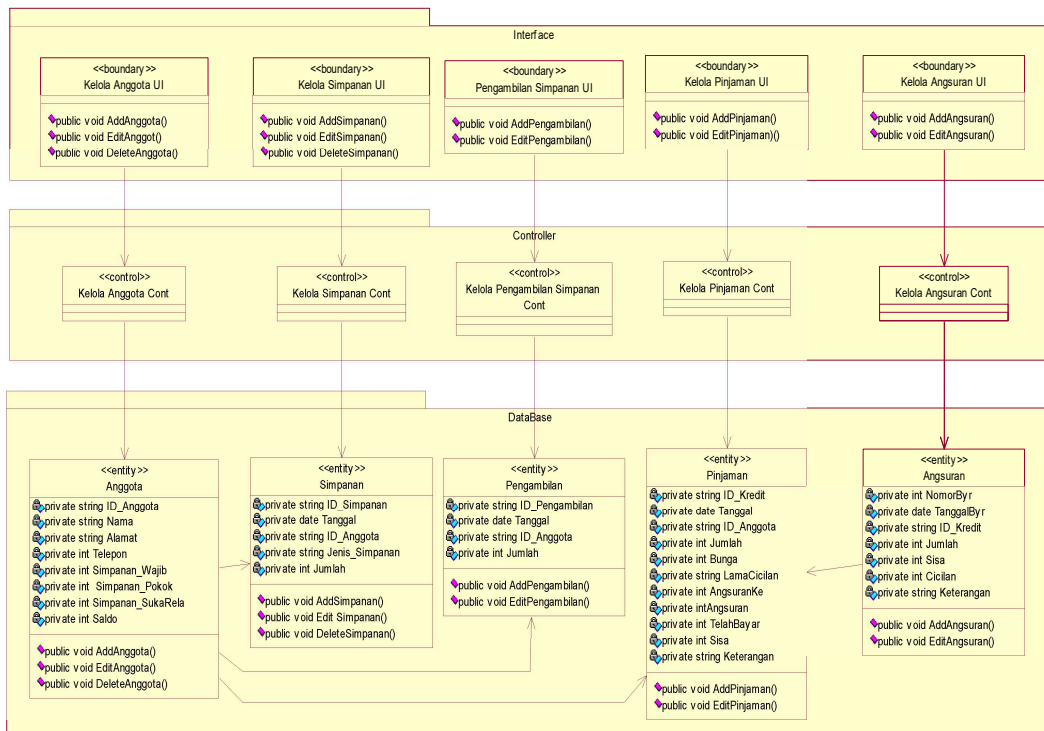 Interface
<<boundary>>
Kelola Anggota UI
public void AddAnggota()
public void EditAnggot()
public void DeleteAnggota()
<<boundary>>
Kelola Simpanan UI
public void AddSimpanan()
public void EditSimpanan()
public void DeleteSimpanan()
<<boundary>>
Pengambilan Simpanan UI
public void AddPengambilan()
public void EditPengambilan()
<<boundary>>
Kelola Pinjaman UI
public void AddPinjaman()
public void EditPinjaman)()
<<boundary>>
Kelola Angsuran UI
public void AddAngsuran()
public void EditAngsuran()
Controller
<<control>>
Kelola Anggota Cont
<<control>>
Kelola Simpanan Cont
<<control>>
Kelola Pengambilan Simpanan
Cont
<<control>>
Kelola Pinjaman Cont
<<control>>
Kelola Angsuran Cont
DataBase
<<entity>>
Anggota
private string ID_Anggota
private string Nama
private string Alamat
private int Telepon
private int Simpanan_Wajib
private int Simpanan_Pokok
private int Simpanan_SukaRela
private int Saldo
public void AddAnggota()
public void EditAnggota()
public void DeleteAnggota()
<<entity>>
Simpanan
private string ID_Simpanan
private date Tanggal
private string ID_Anggota
private string Jenis_Simpanan
private int Jumlah
public void AddSimpanan()
public void Edit Simpanan()
public void DeleteSimpanan()
<<entity>>
Pengambilan
private string ID_Pengambilan
private date Tanggal
private string ID_Anggota
private int Jumlah
public void AddPengambilan()
public void EditPengambilan()
<<entity>>
Pinjaman
private string ID_Kredit
private date Tanggal
private string ID_Anggota
private int Jumlah
private int Bunga
private string LamaCicilan
private int AngsuranKe
private intAngsuran
private int TelahBayar
private int Sisa
private string Keterangan
public void AddPinjaman()
public void EditPinjaman()
<<entity>>
Angsuran
private int NomorByr
private date TanggalByr
private string ID_Kredit
private int Jumlah
private int Sisa
private int Cicilan
private string Keterangan
public void AddAngsuran()
public void EditAngsuran()